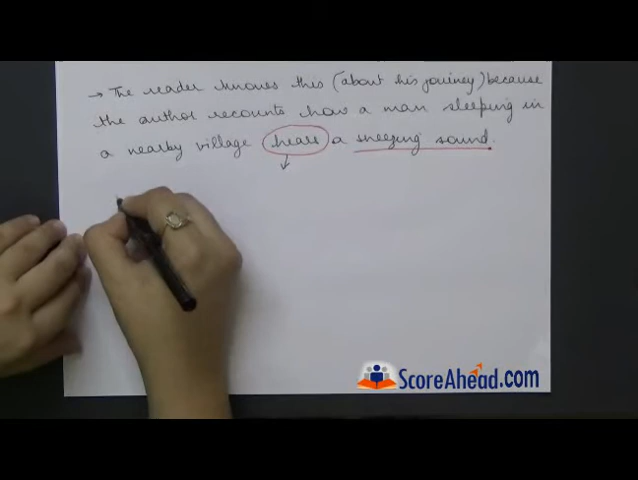 → The reader knows this (about his journey) because
the author recounts how a man sleeping in
a nearby village hears a sneezing sound.
ScoreAhead.com